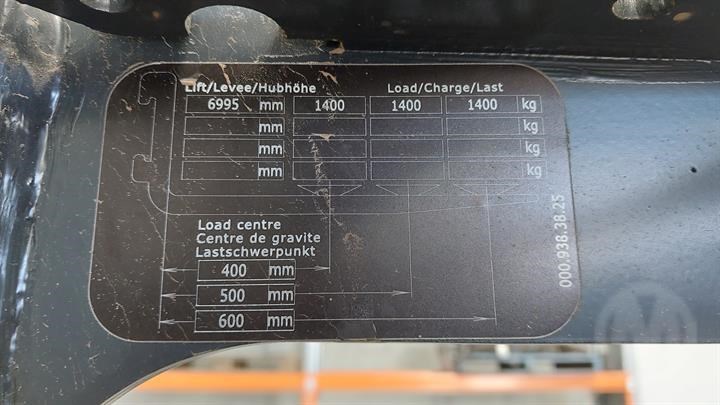 Lift/Levee/Hubhöhe Load/Charge/Last
6995 mm 1400 1400 1400 kg
mm kg
mm kg
mm kg
Load centre
Centre de gravite
Lastschwerpunkt
400 mm
500 mm
600 mm
000.938.38.25
M